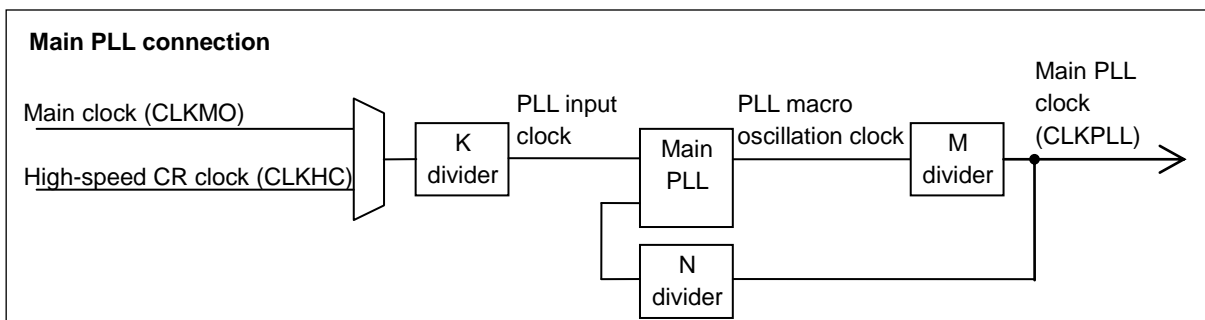 Main PLL connection
Main clock (CLKMO)
High-speed CR clock (CLKHC)
K
divider
PLL input
clock
Main
PLL
PLL macro
oscillation clock
M
divider
Main PLL
clock
(CLKPLL)
N
divider